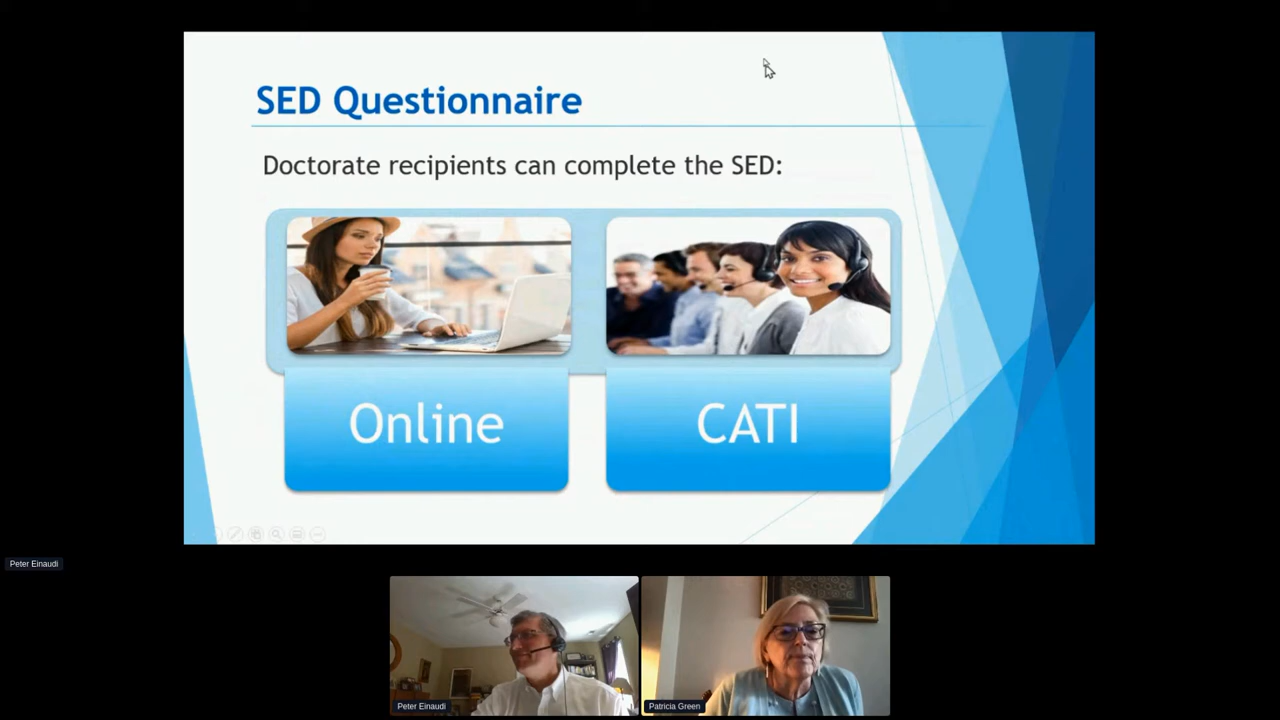 SED Questionnaire
Doctorate recipients can complete the SED:
Online
CATI
Peter Einaudi
Peter Einaudi
Patricia Green